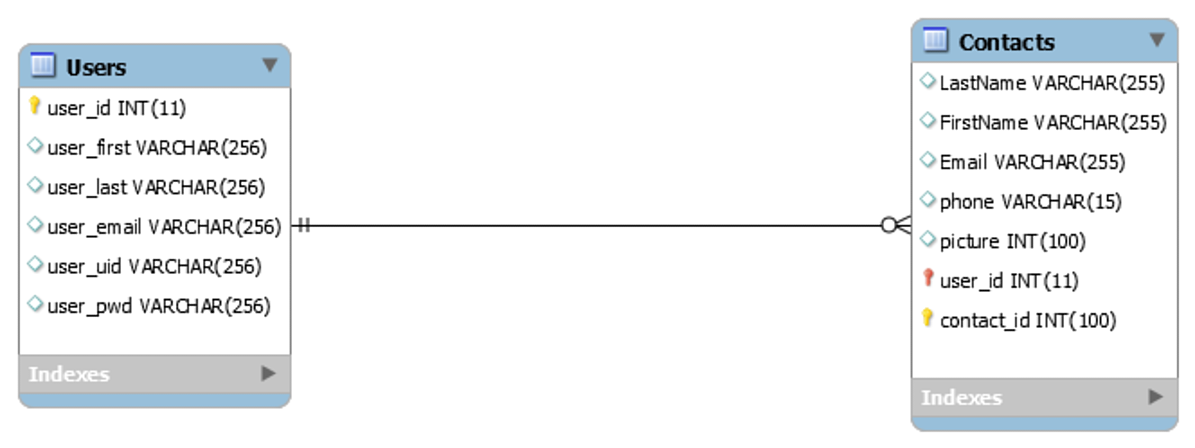 Users
user_id INT(11)
user_first VARCHAR(256)
user_last VARCHAR(256)
user_email VARCHAR(256)
user_uid VARCHAR(256)
user_pwd VARCHAR(256)
Indexes
Contacts
LastName VARCHAR(255)
FirstName VARCHAR(255)
Email VARCHAR(255)
phone VARCHAR(15)
picture INT(100)
user_id INT(11)
contact_id INT(100)
Indexes